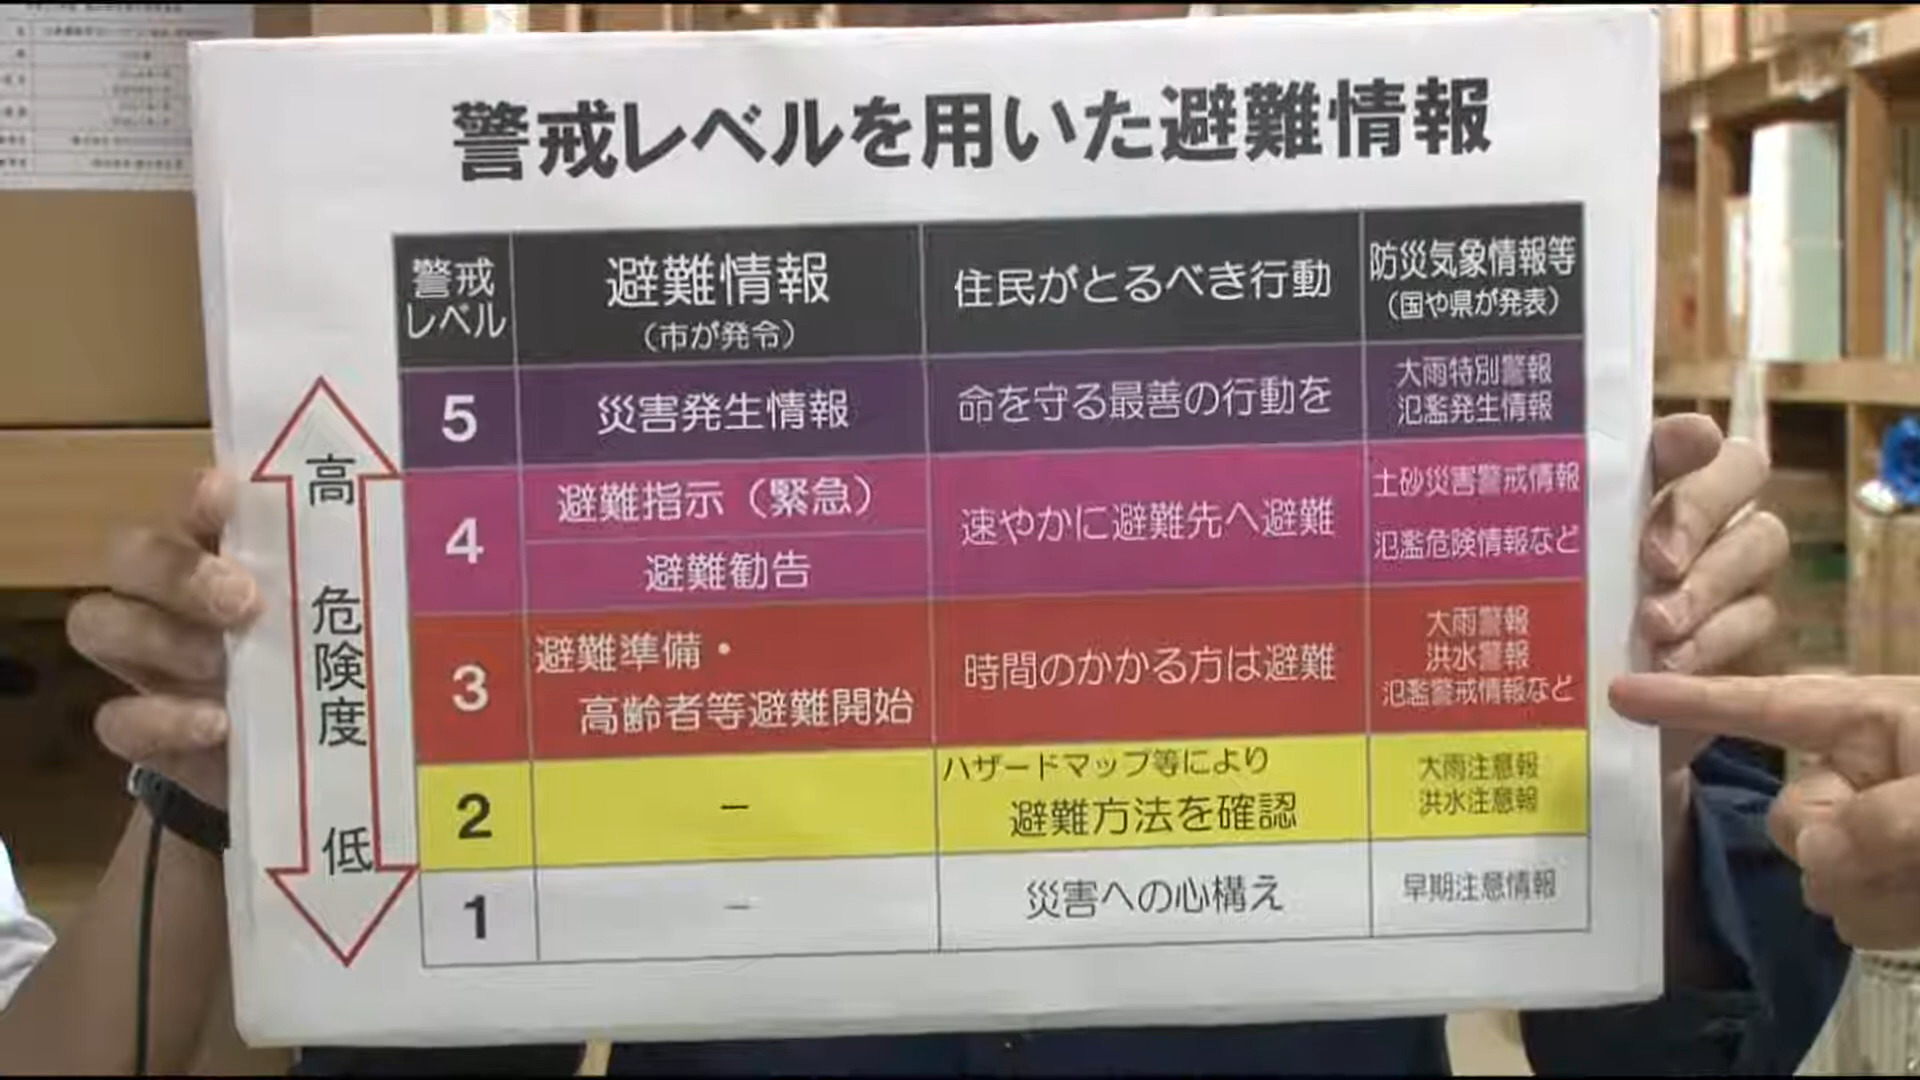 警戒レベルを用いた避難情報
警戒
レベル
避難情報
（市が発令）
住民がとるべき行動
防災気象情報等
（国や県が発表）
5
災害発生情報
命を守る最善の行動を
大雨特別警報
氾濫発生情報
4
避難指示（緊急）
避難勧告
速やかに避難先へ避難
土砂災害警戒情報
氾濫危険情報など
3
避難準備・
高齢者等避難開始
時間のかかる方は避難
大雨警報
洪水警報
氾濫警戒情報など
2
－
ハザードマップ等により
避難方法を確認
大雨注意報
洪水注意報
1
－
災害への心構え
早期注意情報
高
危険度
低